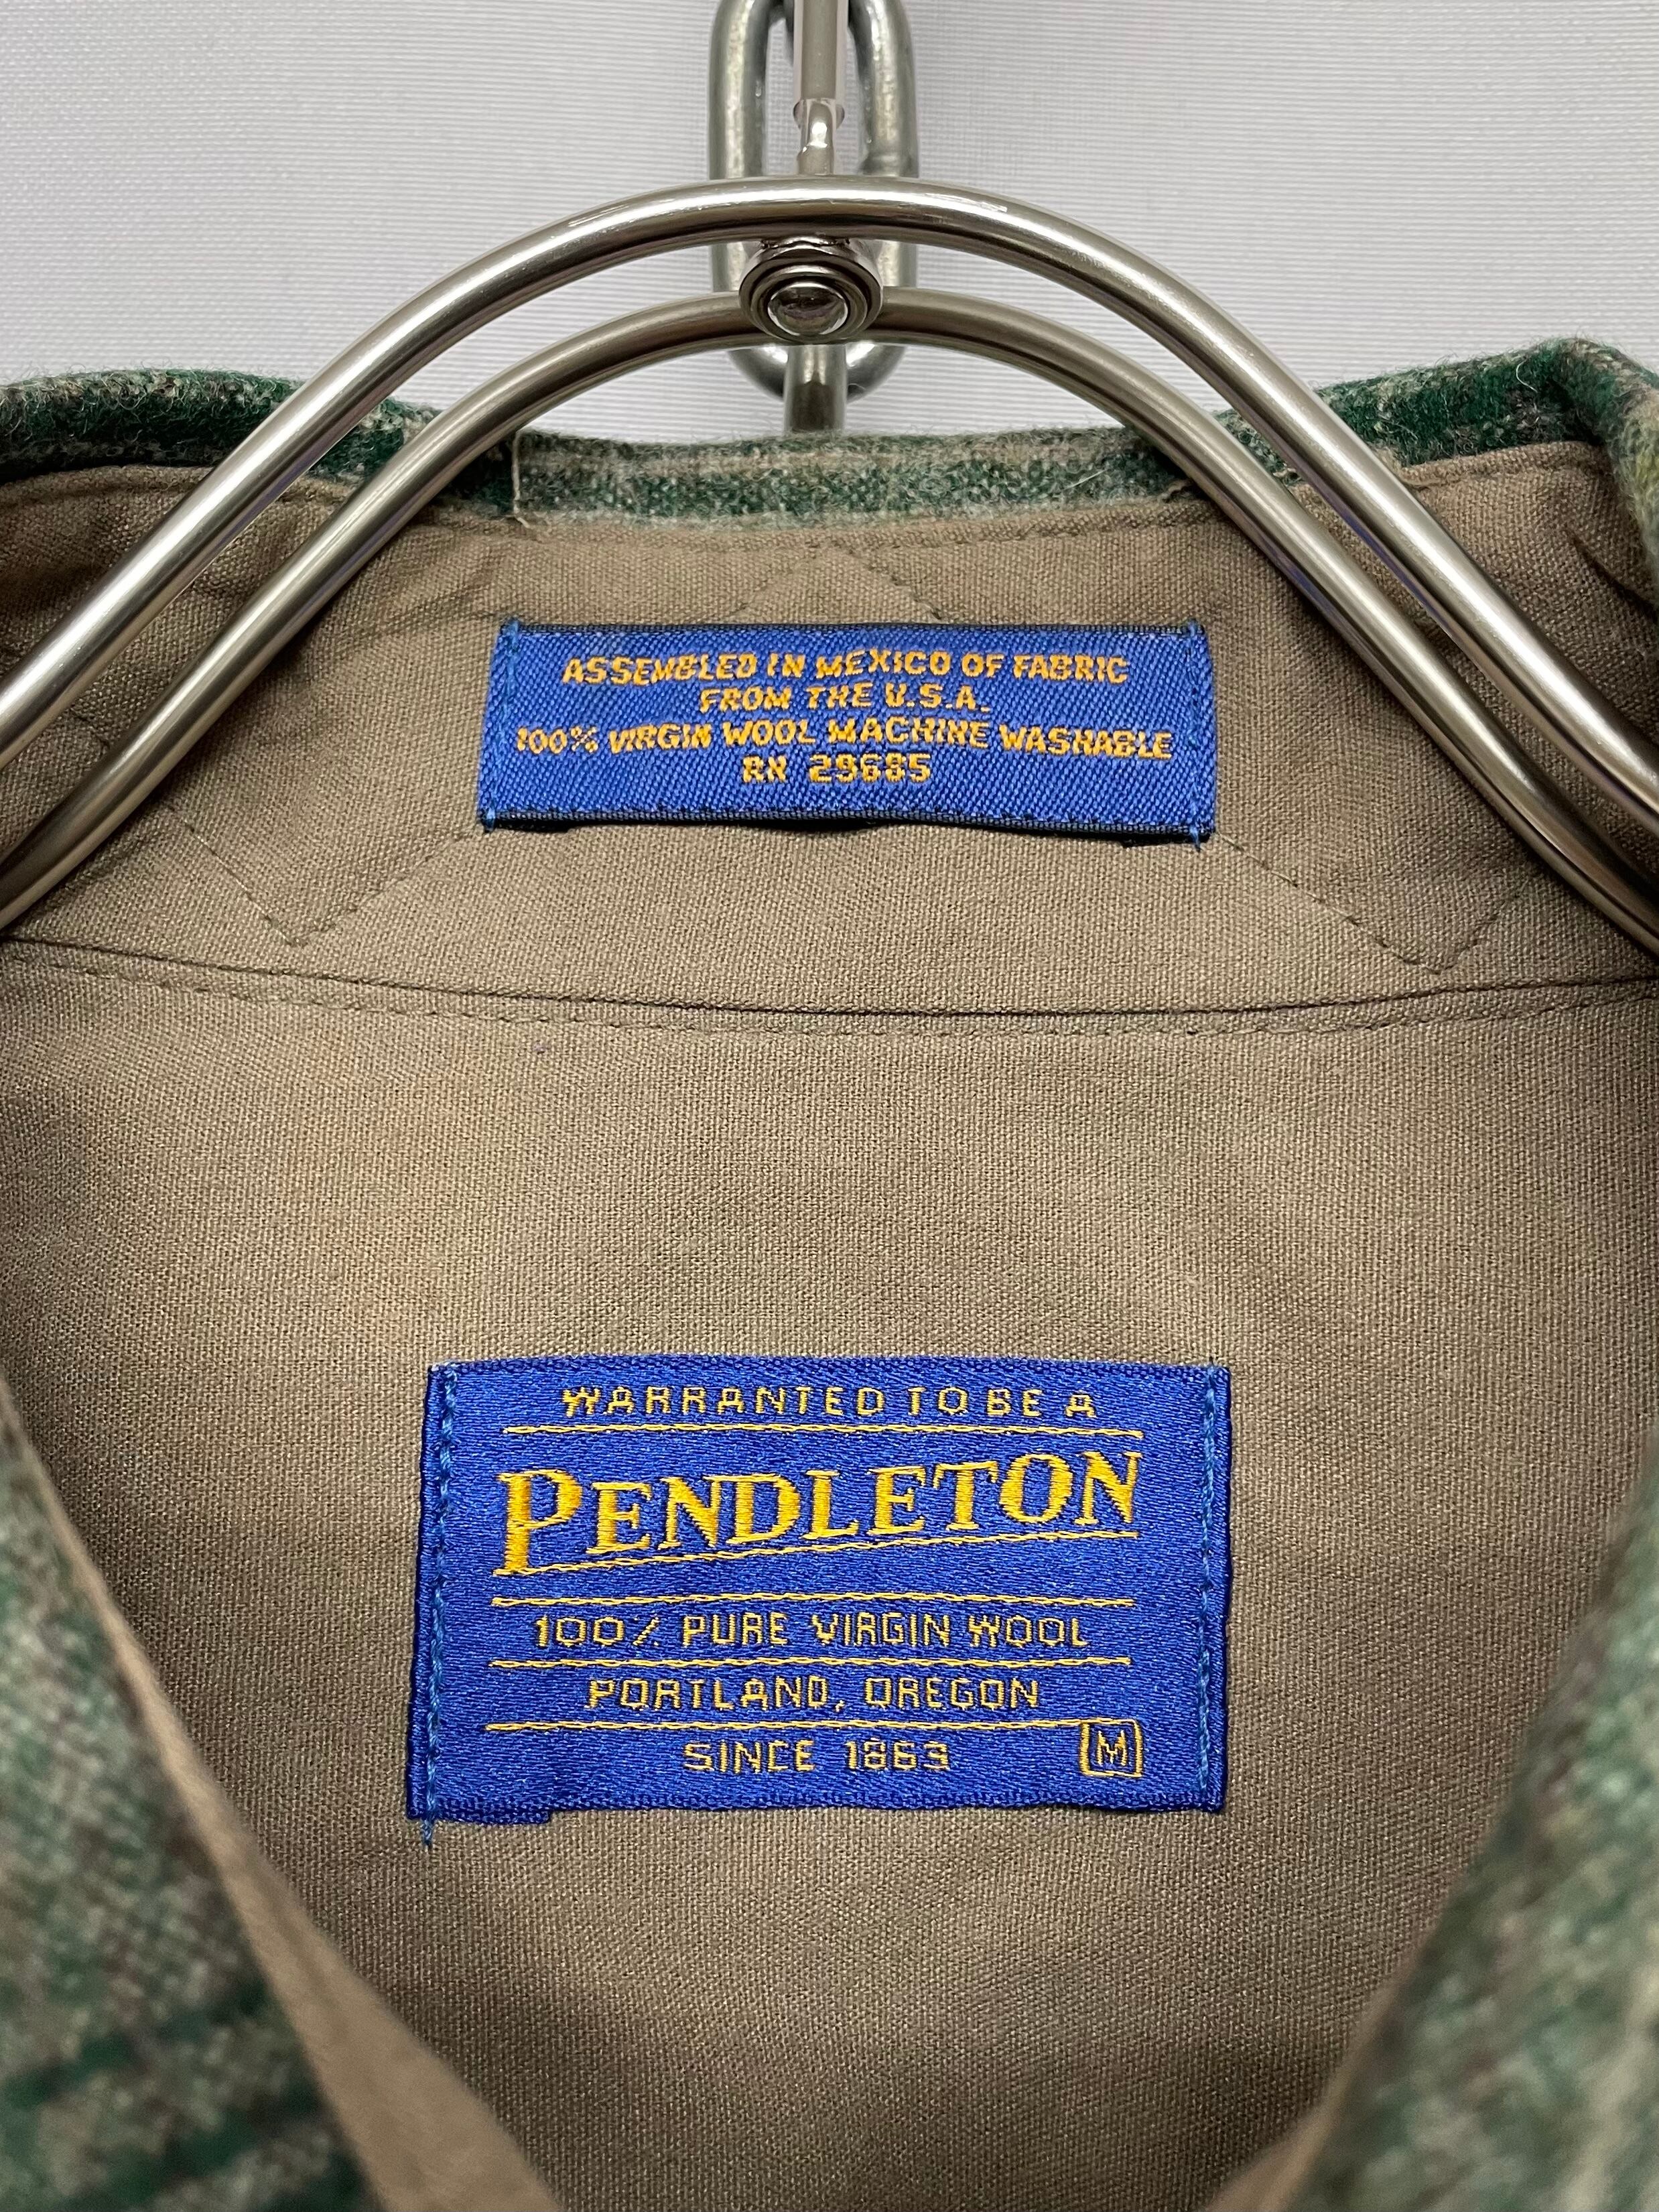 ASSEMBLED IN MEXICO OF FABRIC
FROM THE U.S.A.
100% VIRGIN WOOL MACHINE WASHABLE
RN 29685
WARRANTED TO BE A
PENDLETON
100% PURE VIRGIN WOOL
PORTLAND, OREGON
SINCE 1863
M